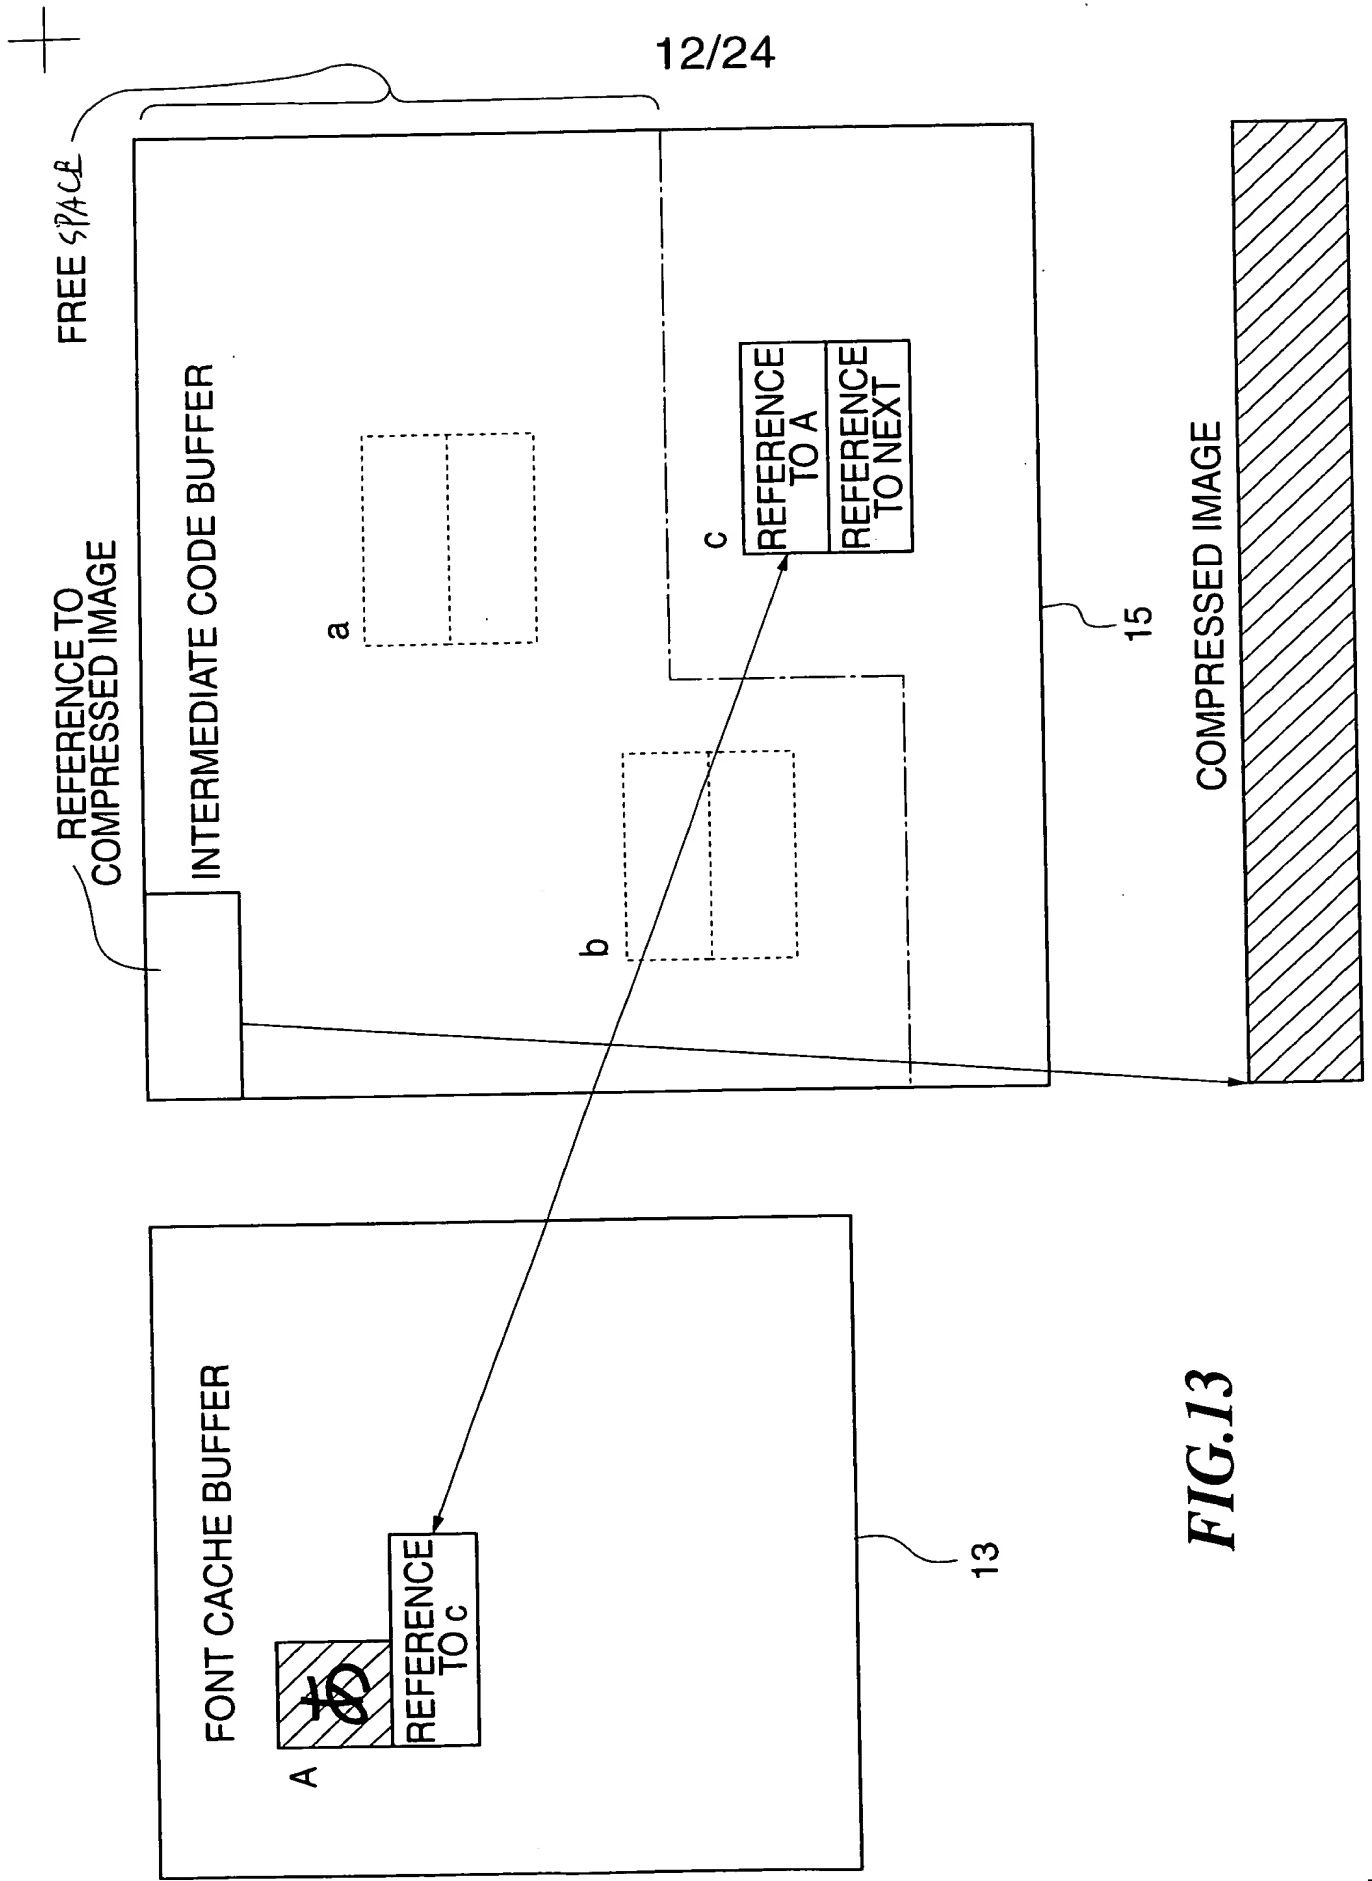 12/24
REFERENCE TO
COMPRESSED IMAGE
FREE SPACE
FONT CACHE BUFFER
A
あ
REFERENCE
TO c
13
INTERMEDIATE CODE BUFFER
a
b
c
REFERENCE
TO A
REFERENCE
TO NEXT
15
COMPRESSED IMAGE
FIG.13